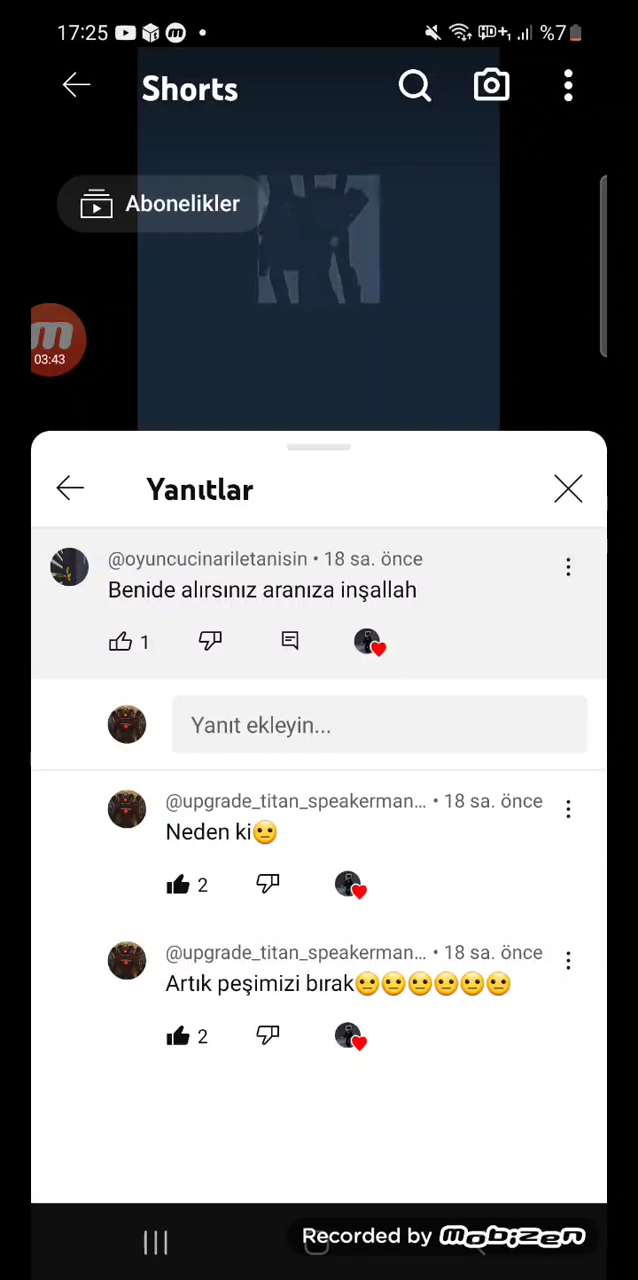 17:25
%7
Shorts
Abonelikler
03:43
Yanıtlar
@oyuncucinariletanisin • 18 sa. önce
Benide alırsınız aranıza inşallah
1
Yanıt ekleyin...
@upgrade_titan_speakerman... • 18 sa. önce
Neden ki😐
2
@upgrade_titan_speakerman... • 18 sa. önce
Artık peşimizi bırak😐😐😐😐😐😐
2
Recorded by mobizen